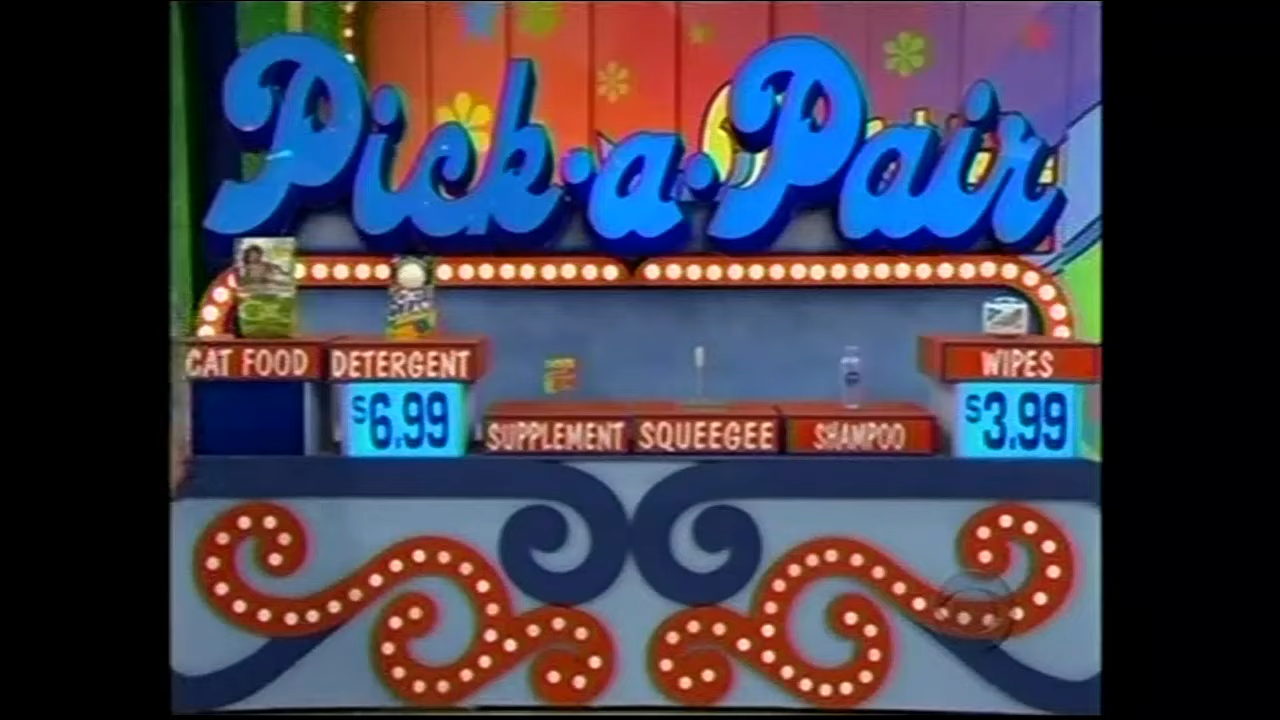 Pick·a·Pair
CAT FOOD
DETERGENT
$6.99
SUPPLEMENT
SQUEEGEE
SHAMPOO
WIPES
$3.99